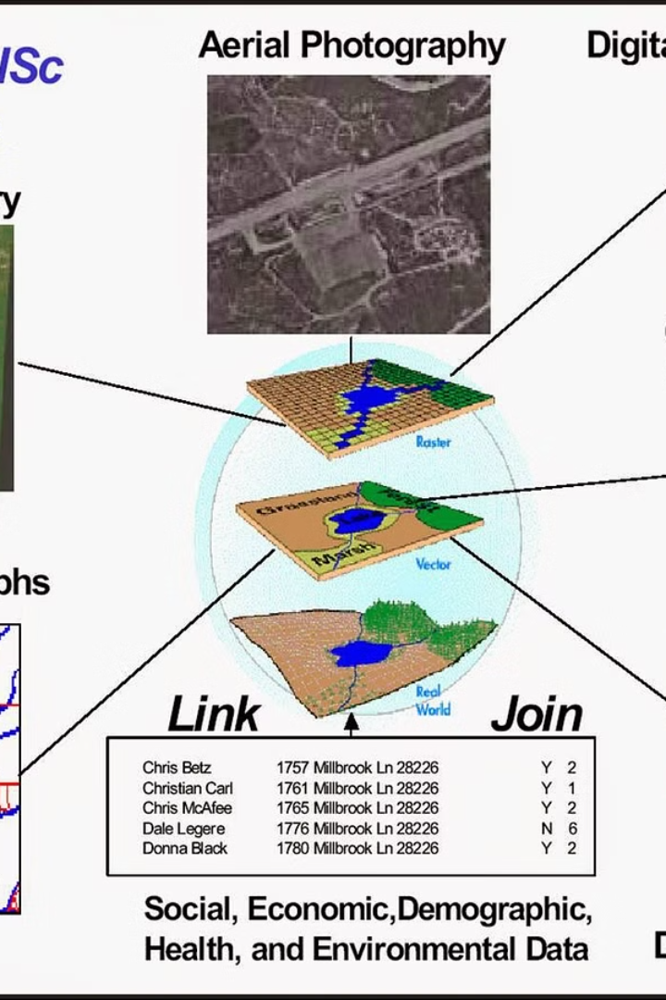 Aerial Photography
Digita
ISc
ry
Raster
Grassland
Forest
Lake
Marsh
Vector
phs
Real
World
Link
Join
Chris Betz 1757 Millbrook Ln 28226 Y 2
Christian Carl 1761 Millbrook Ln 28226 Y 1
Chris McAfee 1765 Millbrook Ln 28226 Y 2
Dale Legere 1776 Millbrook Ln 28226 N 6
Donna Black 1780 Millbrook Ln 28226 Y 2
Social, Economic,Demographic,
Health, and Environmental Data
D